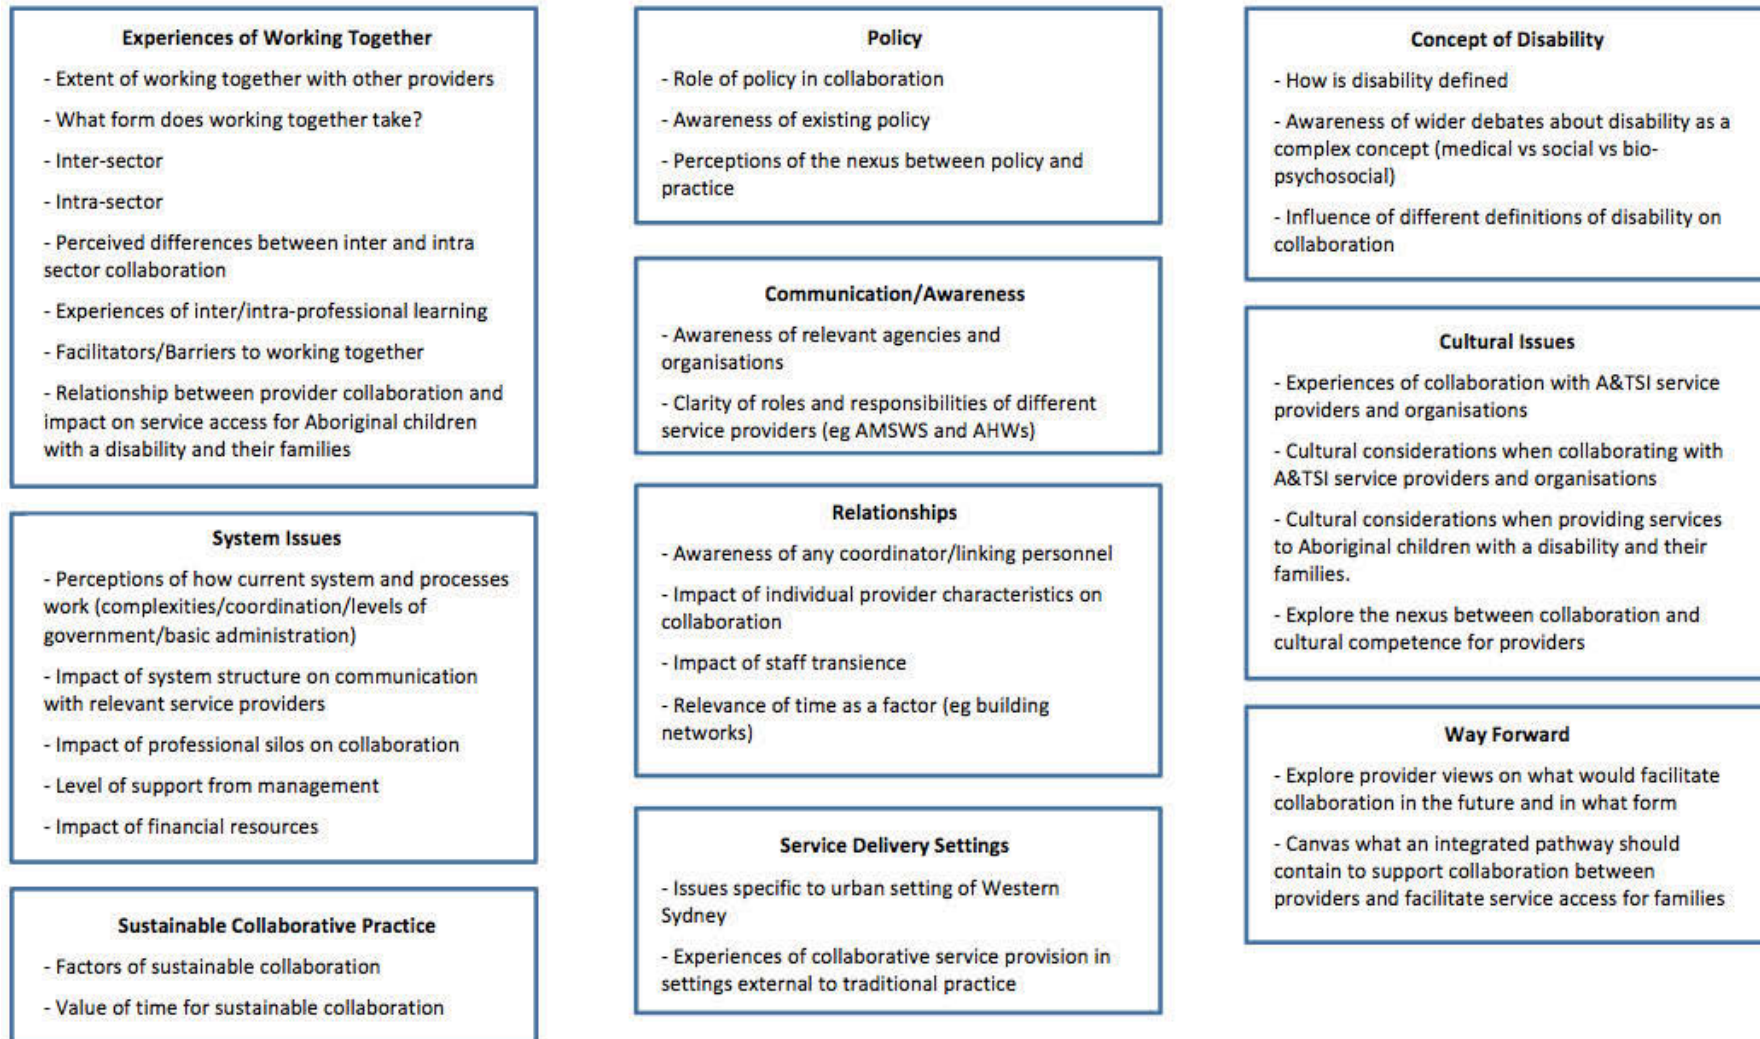 Experiences of Working Together
- Extent of working together with other providers
- What form does working together take?
- Inter-sector
- Intra-sector
- Perceived differences between inter and intra
sector collaboration
- Experiences of inter/intra-professional learning
- Facilitators/Barriers to working together
- Relationship between provider collaboration and
impact on service access for Aboriginal children
with a disability and their families
System Issues
- Perceptions of how current system and processes
work (complexities/coordination/levels of
government/basic administration)
- Impact of system structure on communication
with relevant service providers
- Impact of professional silos on collaboration
- Level of support from management
- Impact of financial resources
Sustainable Collaborative Practice
- Factors of sustainable collaboration
- Value of time for sustainable collaboration
Policy
- Role of policy in collaboration
- Awareness of existing policy
- Perceptions of the nexus between policy and
practice
Communication/Awareness
- Awareness of relevant agencies and
organisations
- Clarity of roles and responsibilities of different
service providers (eg AMSWS and AHWs)
Relationships
- Awareness of any coordinator/linking personnel
- Impact of individual provider characteristics on
collaboration
- Impact of staff transience
- Relevance of time as a factor (eg building
networks)
Service Delivery Settings
- Issues specific to urban setting of Western
Sydney
- Experiences of collaborative service provision in
settings external to traditional practice
Concept of Disability
- How is disability defined
- Awareness of wider debates about disability as a
complex concept (medical vs social vs bio-
psychosocial)
- Influence of different definitions of disability on
collaboration
Cultural Issues
- Experiences of collaboration with A&TSI service
providers and organisations
- Cultural considerations when collaborating with
A&TSI service providers and organisations
- Cultural considerations when providing services
to Aboriginal children with a disability and their
families.
- Explore the nexus between collaboration and
cultural competence for providers
Way Forward
- Explore provider views on what would facilitate
collaboration in the future and in what form
- Canvas what an integrated pathway should
contain to support collaboration between
providers and facilitate service access for families